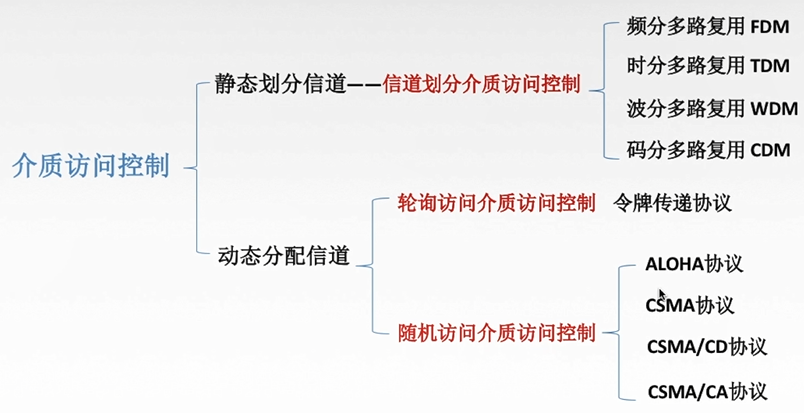 介质访问控制
静态划分信道——信道划分介质访问控制
频分多路复用 FDM
时分多路复用 TDM
波分多路复用 WDM
码分多路复用 CDM
动态分配信道
轮询访问介质访问控制 令牌传递协议
随机访问介质访问控制
ALOHA协议
CSMA协议
CSMA/CD协议
CSMA/CA协议